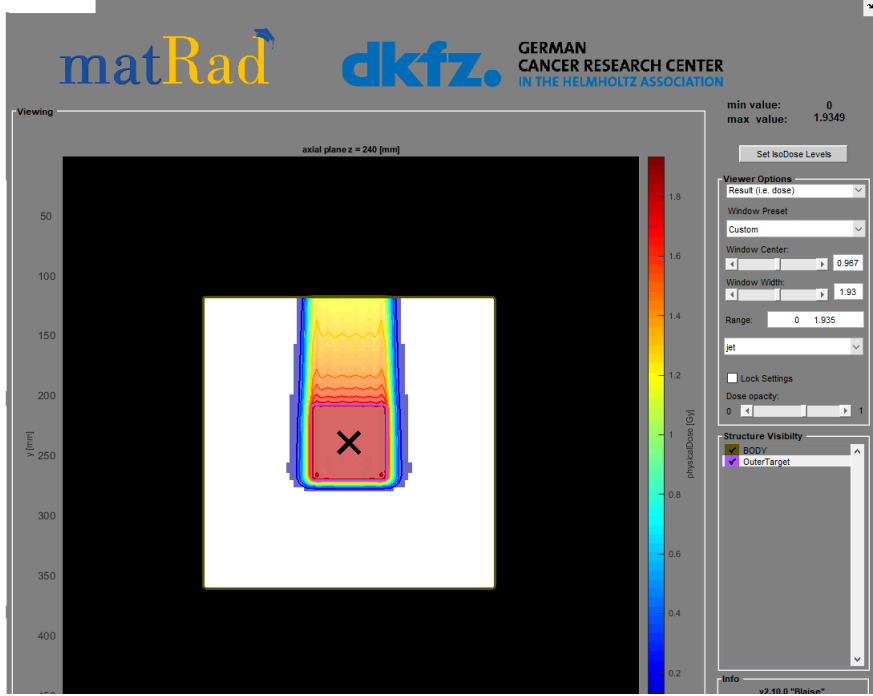 matRad
dkfz.
GERMAN
CANCER RESEARCH CENTER
IN THE HELMHOLTZ ASSOCIATION
Viewing
min value: 0
max value: 1.9349
axial plane z = 240 [mm]
Set IsoDose Levels
Viewer Options
Result (i.e. dose)
Window Preset
Custom
Window Center:
0.967
Window Width:
1.93
Range: 0 1.935
jet
Lock Settings
Dose opacity:
0 1
Structure Visibilty
BODY
OuterTarget
Info
v2.10.0 "Blaise"
50
100
150
200
250
300
350
400
450
y [mm]
1.8
1.6
1.4
1.2
1
0.8
0.6
0.4
0.2
physicalDose [Gy]